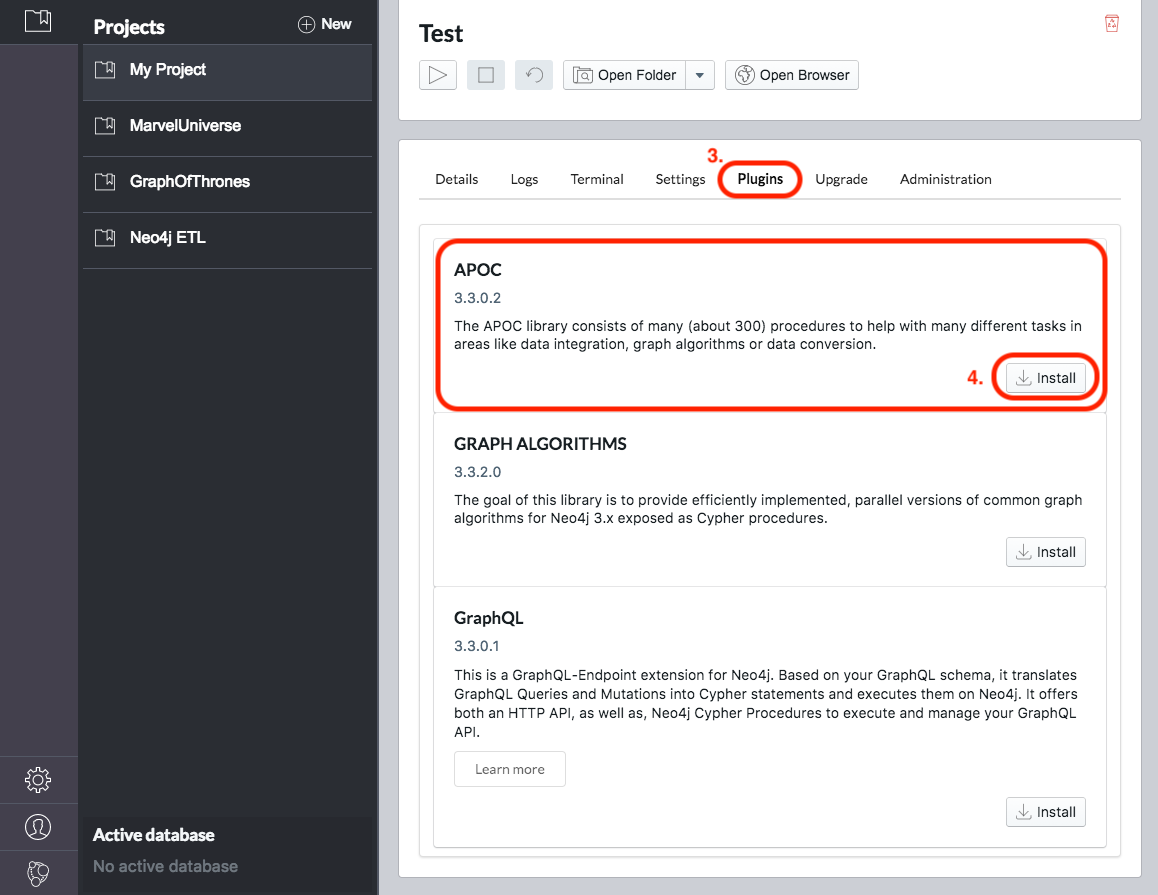 Projects
New
My Project
MarvelUniverse
GraphOfThrones
Neo4j ETL
Active database
No active database
Test
Open Folder
Open Browser
3.
Details Logs Terminal Settings Plugins Upgrade Administration
APOC
3.3.0.2
The APOC library consists of many (about 300) procedures to help with many different tasks in
areas like data integration, graph algorithms or data conversion.
4. Install
GRAPH ALGORITHMS
3.3.2.0
The goal of this library is to provide efficiently implemented, parallel versions of common graph
algorithms for Neo4j 3.x exposed as Cypher procedures.
Install
GraphQL
3.3.0.1
This is a GraphQL-Endpoint extension for Neo4j. Based on your GraphQL schema, it translates
GraphQL Queries and Mutations into Cypher statements and executes them on Neo4j. It offers
both an HTTP API, as well as, Neo4j Cypher Procedures to execute and manage your GraphQL
API.
Learn more
Install